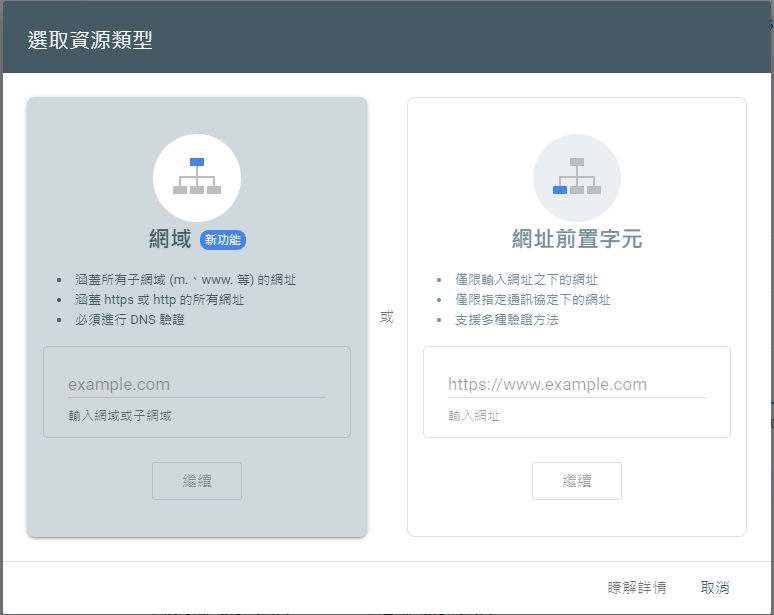 選取資源類型
網域 新功能
涵蓋所有子網域 (m.、www. 等) 的網址
涵蓋 https 或 http 的所有網址
必須進行 DNS 驗證
example.com
輸入網域或子網域
繼續
或
網址前置字元
僅限輸入網址之下的網址
僅限指定通訊協定下的網址
支援多種驗證方法
https://www.example.com
輸入網址
繼續
瞭解詳情
取消